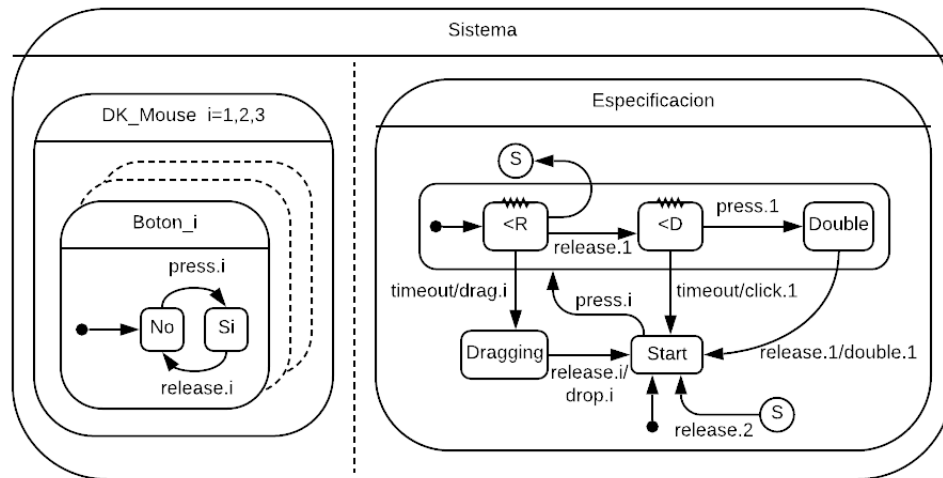 Sistema
DK_Mouse i=1,2,3
Boton_i
press.i
No
Si
release.i
Especificacion
S
<R
release.1
<D
press.1
Double
timeout/drag.i
press.i
timeout/click.1
Dragging
release.i/
drop.i
Start
release.1/double.1
release.2
S